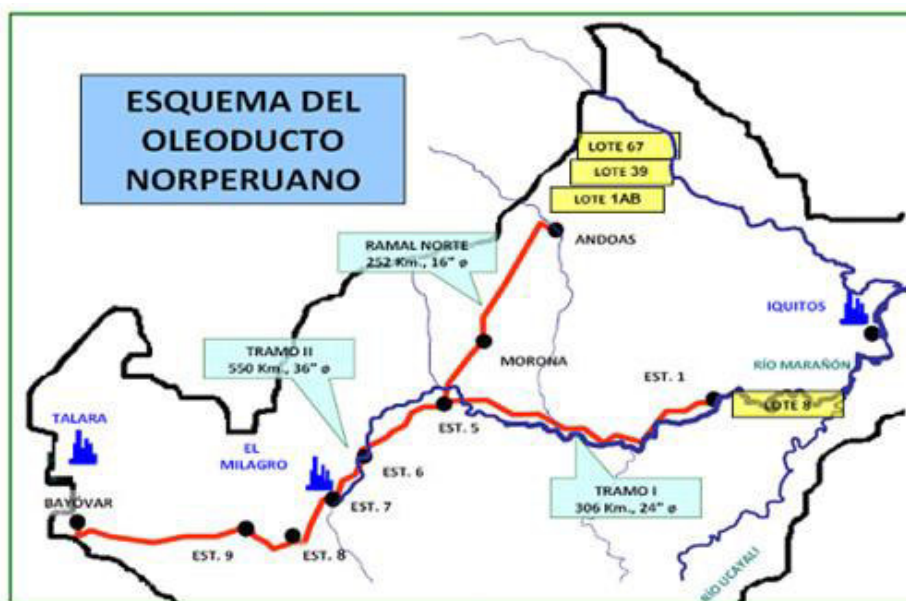 ESQUEMA DEL
OLEODUCTO
NORPERUANO
LOTE 67
LOTE 39
LOTE 1AB
ANDOAS
RAMAL NORTE
252 Km., 16" ø
IQUITOS
MORONA
RÍO MARAÑÓN
TRAMO II
550 Km., 36" ø
EST. 1
LOTE 8
TALARA
EST. 5
EL
MILAGRO
EST. 6
TRAMO I
306 Km., 24" ø
BAYÓVAR
EST. 7
EST. 9
EST. 8
RÍO UCAYALI